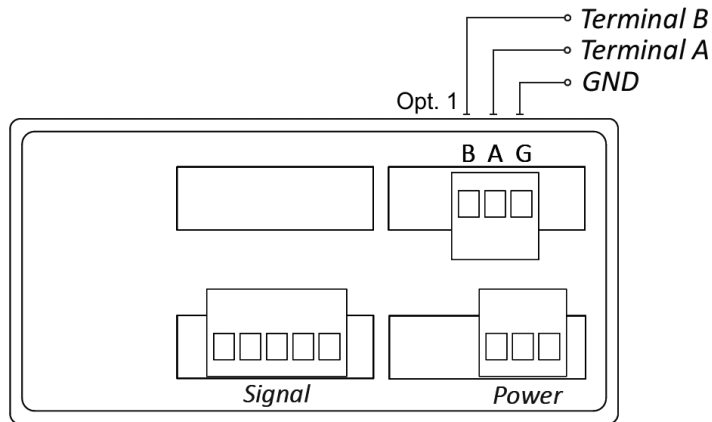 Terminal B
Terminal A
GND
Opt. 1
B A G
Signal
Power